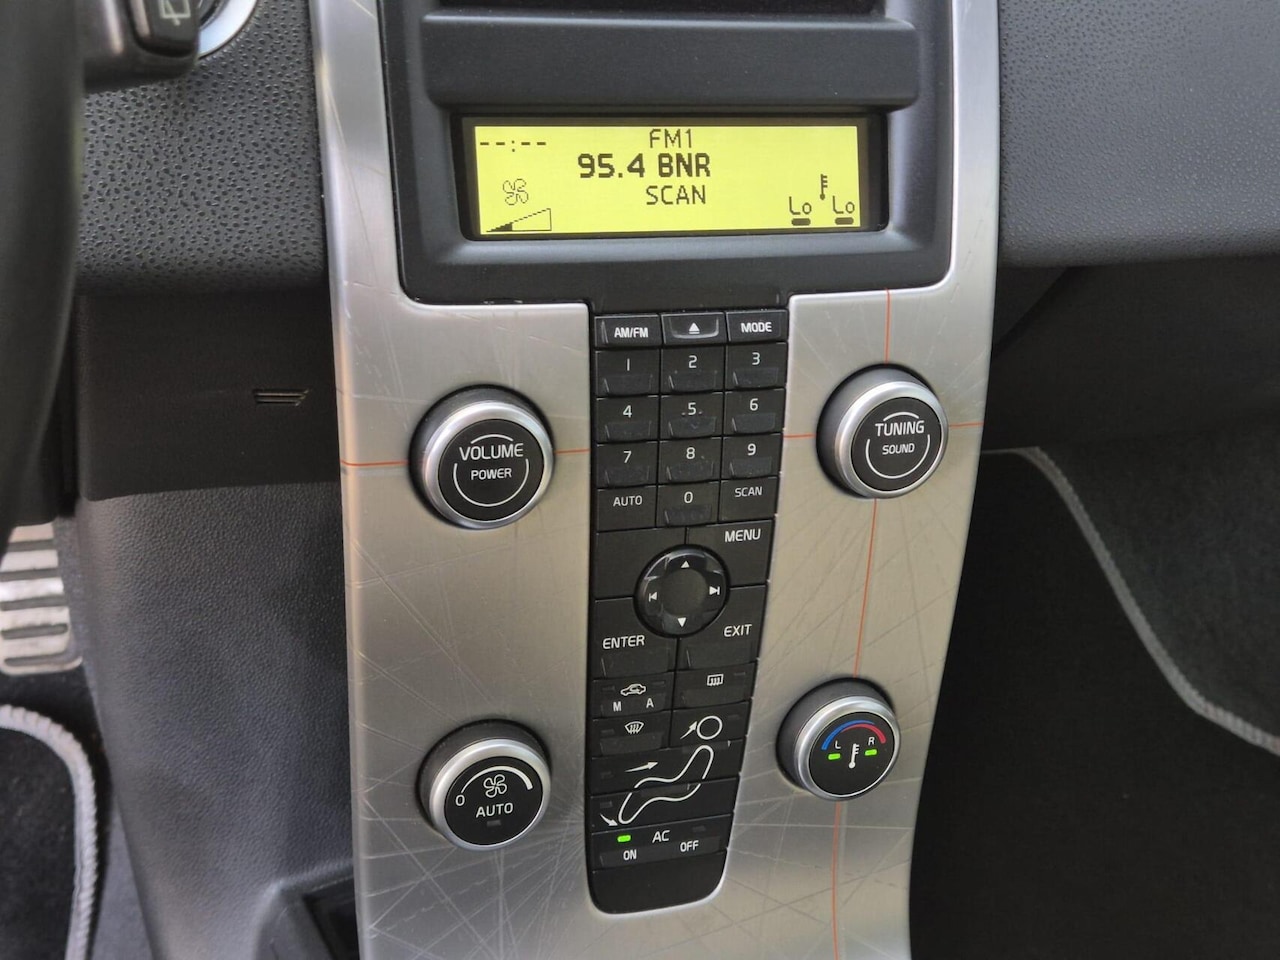 --:-- FM1
95.4 BNR
SCAN
Lo Lo
AM/FM MODE
1 2 3
4 5 6
7 8 9
AUTO 0 SCAN
VOLUME
POWER
TUNING
SOUND
MENU
ENTER EXIT
M A
0
AUTO
L R
AC
ON OFF